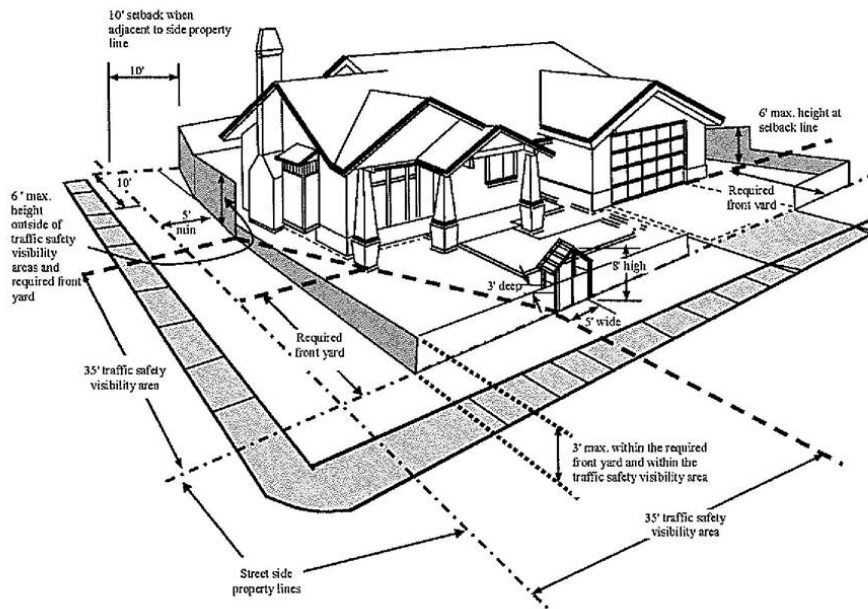 10' setback when
adjacent to side property
line
10'
6' max. height at
setback line
10'
6' max.
height
outside of
traffic safety
visibility
areas and
required front
yard
5'
min
Required
front yard
8' high
3' deep
5' wide
Required
front yard
35' traffic safety
visibility area
3' max. within the required
front yard and within the
traffic safety visibility area
35' traffic safety
visibility area
Street side
property lines